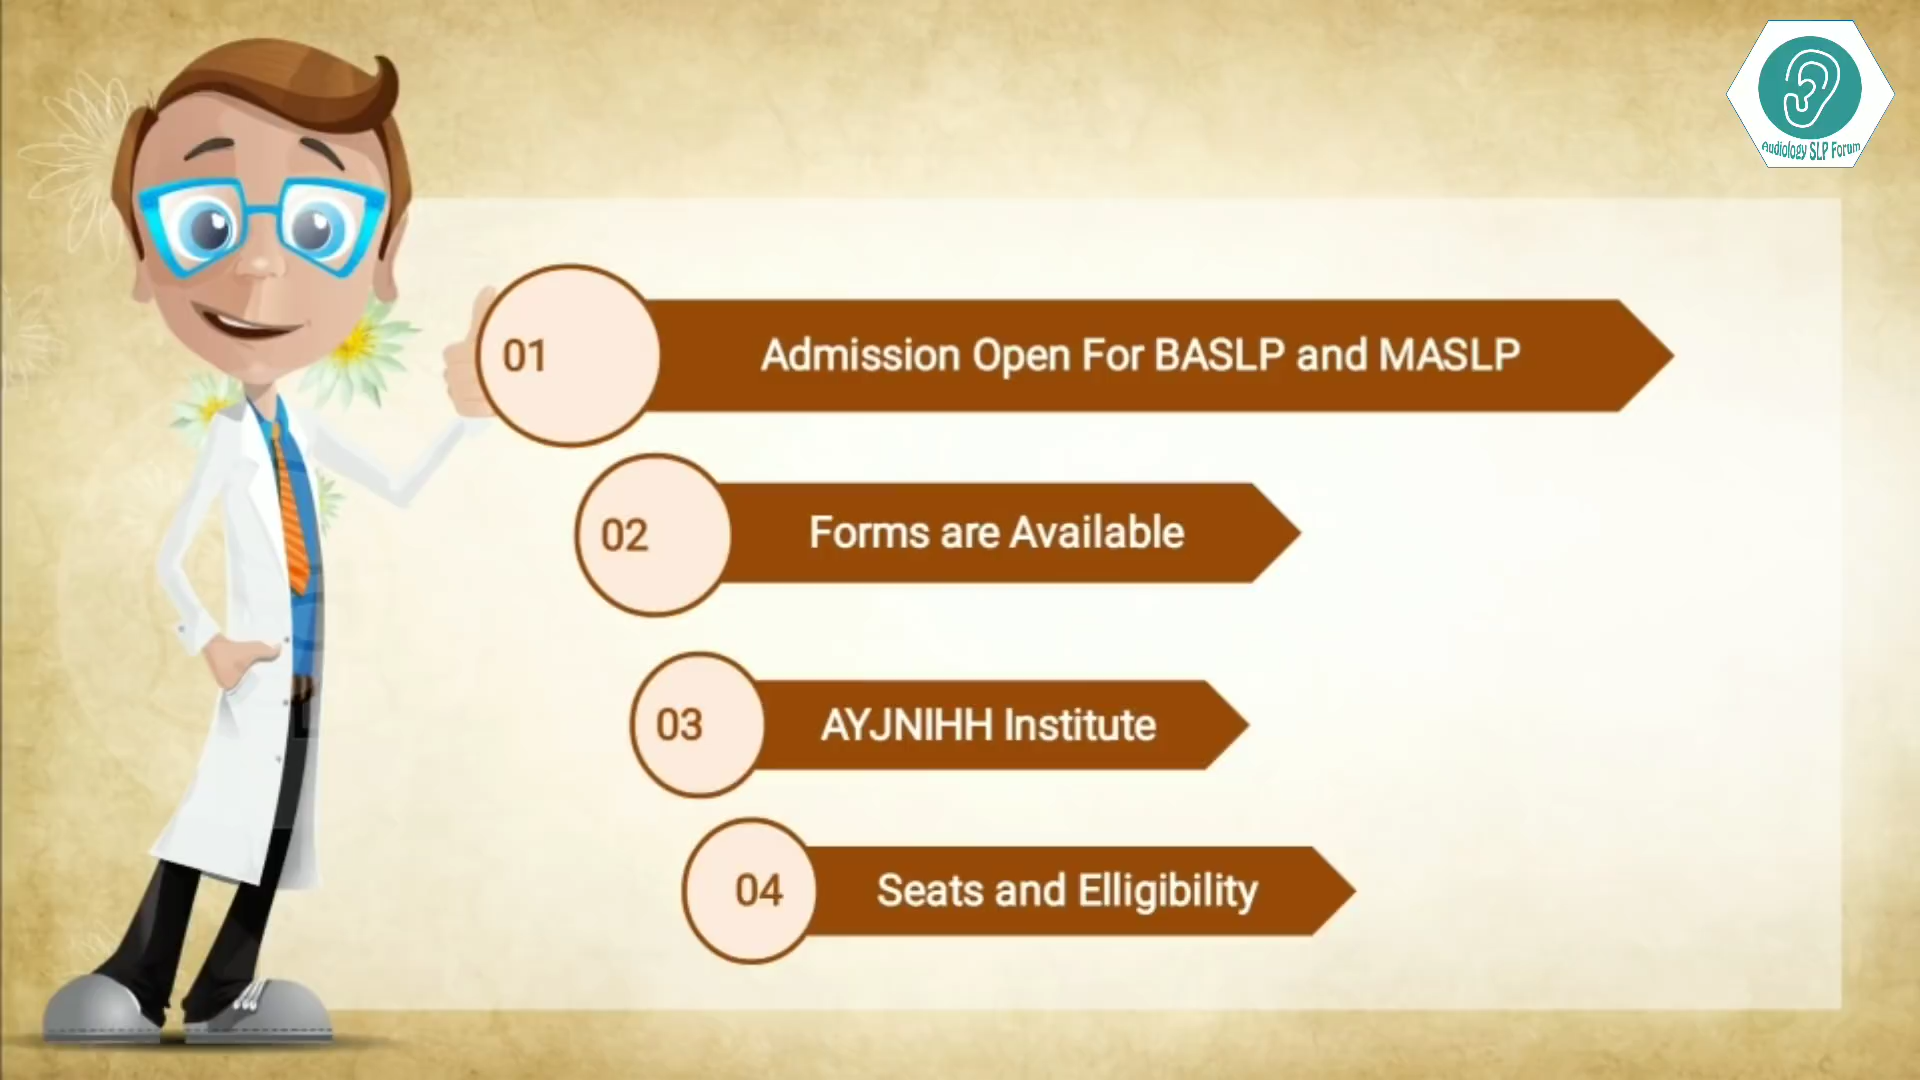 Audiology SLP Forum
01
Admission Open For BASLP and MASLP
02
Forms are Available
03
AYJNIHH Institute
04
Seats and Elligibility